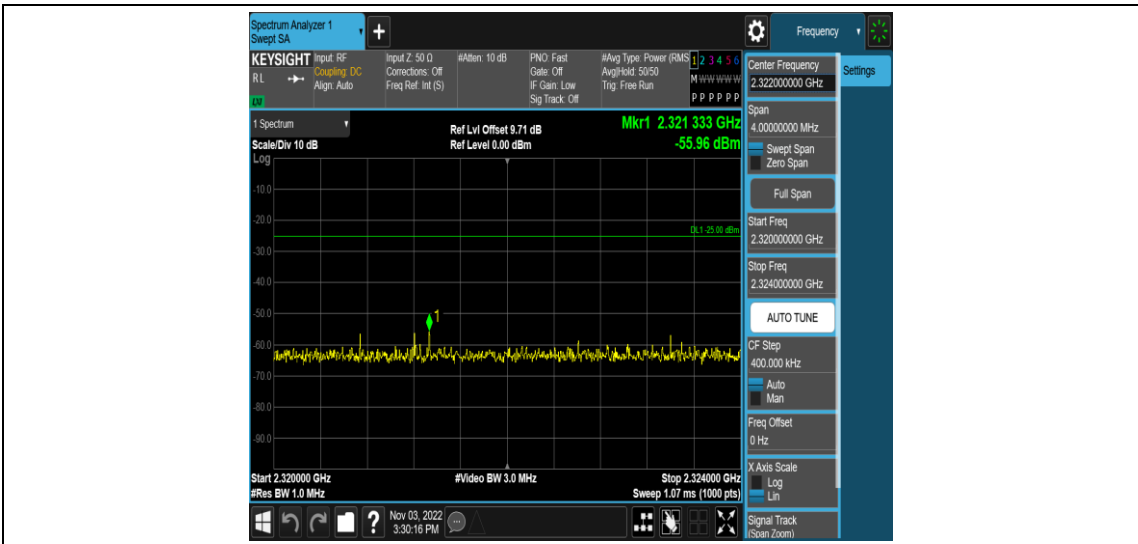 Spectrum Analyzer 1
Swept SA
+
Frequency
KEYSIGHT
RL
LXI
Input: RF
Coupling: DC
Align: Auto
Input Z: 50 Ω
Corrections: Off
Freq Ref: Int (S)
#Atten: 10 dB
PNO: Fast
Gate: Off
IF Gain: Low
Sig Track: Off
#Avg Type: Power (RMS
Avg|Hold: 50/50
Trig: Free Run
1 2 3 4 5 6
M W W W W W
P P P P P P
1 Spectrum
Scale/Div 10 dB
Log
Ref Lvl Offset 9.71 dB
Ref Level 0.00 dBm
Mkr1 2.321 333 GHz
-55.96 dBm
-10.0
-20.0
DL1 -25.00 dBm
-30.0
-40.0
-50.0
1
-60.0
-70.0
-80.0
-90.0
Start 2.320000 GHz
#Res BW 1.0 MHz
#Video BW 3.0 MHz
Stop 2.324000 GHz
Sweep 1.07 ms (1000 pts)
?
Nov 03, 2022
3:30:16 PM
Center Frequency
2.322000000 GHz
Settings
Span
4.00000000 MHz
Swept Span
Zero Span
Full Span
Start Freq
2.320000000 GHz
Stop Freq
2.324000000 GHz
AUTO TUNE
CF Step
400.000 kHz
Auto
Man
Freq Offset
0 Hz
X Axis Scale
Log
Lin
Signal Track
(Span Zoom)